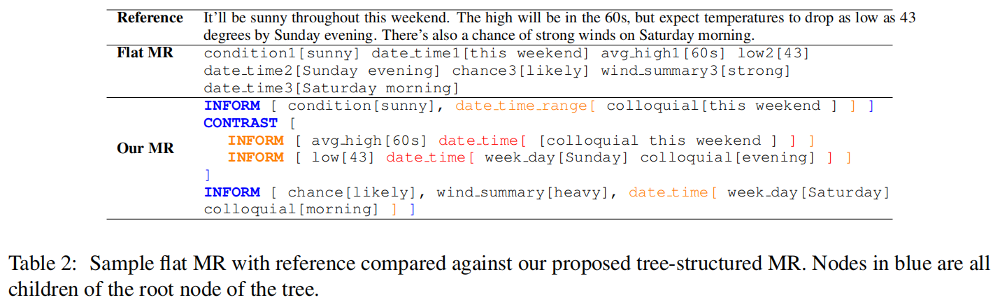 Reference It'll be sunny throughout this weekend. The high will be in the 60s, but expect temperatures to drop as low as 43
degrees by Sunday evening. There's also a chance of strong winds on Saturday morning.
Flat MR condition1[sunny] date_time1[this weekend] avg_high1[60s] low2[43]
date_time2[Sunday evening] chance3[likely] wind_summary3[strong]
date_time3[Saturday morning]
INFORM [ condition[sunny], date_time_range[ colloquial[this weekend ] ] ]
CONTRAST [
Our MR
INFORM [ avg_high[60s] date_time[ [colloquial this weekend ] ] ]
INFORM [ low[43] date_time[ week_day[Sunday] colloquial[evening] ] ]
]
INFORM [ chance[likely], wind_summary[heavy], date_time[ week_day[Saturday]
colloquial[morning] ] ]
Table 2: Sample flat MR with reference compared against our proposed tree-structured MR. Nodes in blue are all
children of the root node of the tree.